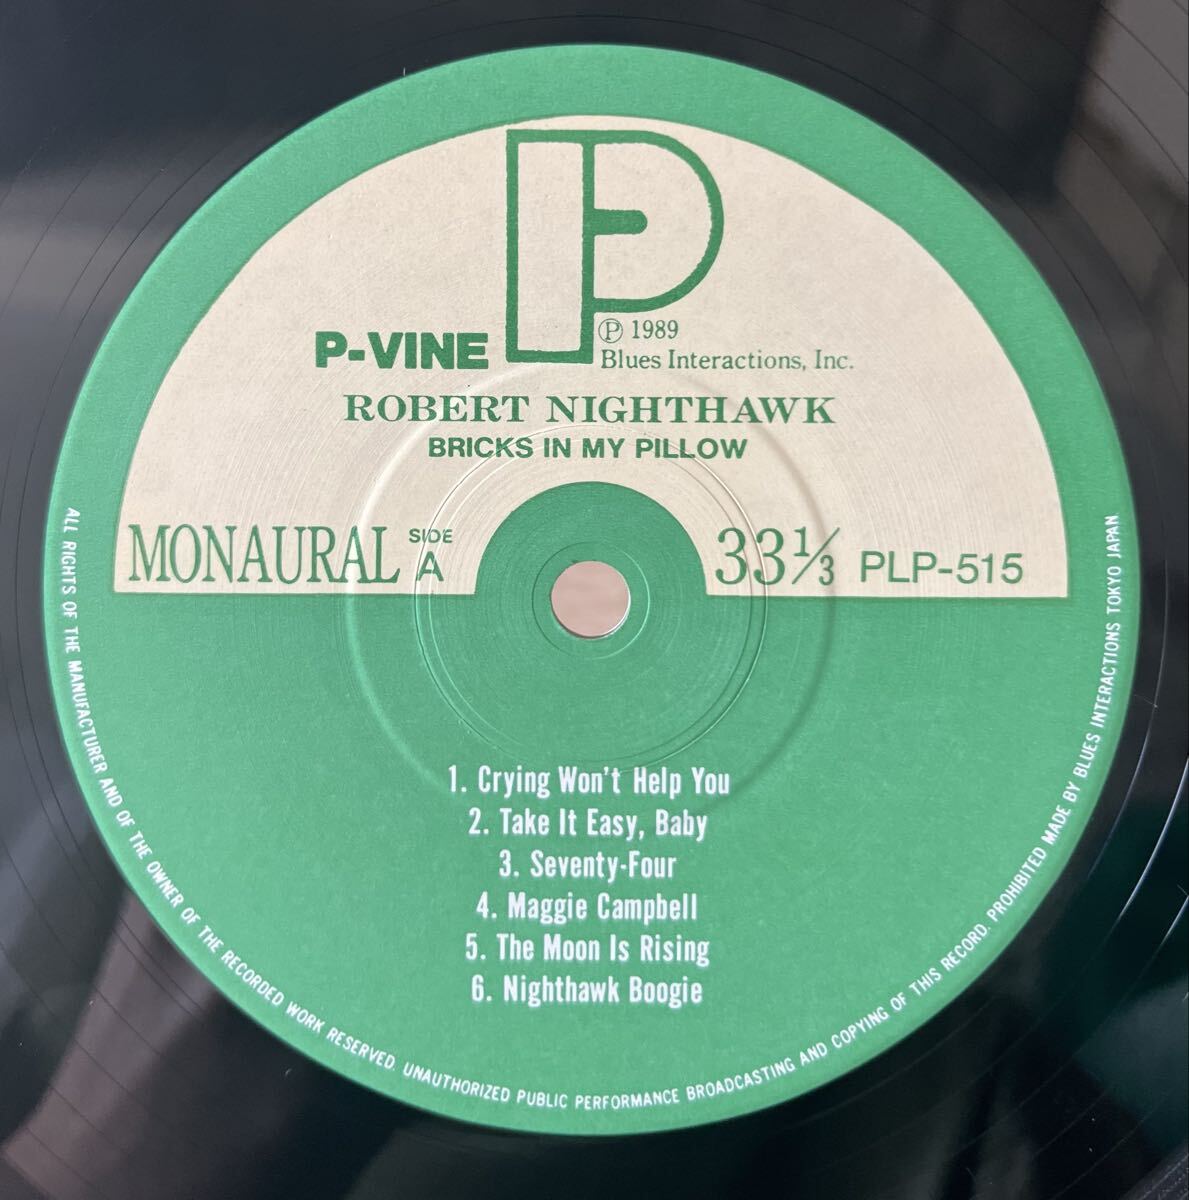 P
P-VINE
℗ 1989
Blues Interactions, Inc.
ROBERT NIGHTHAWK
BRICKS IN MY PILLOW
MONAURAL SIDE A 33⅓ PLP-515
1. Crying Won't Help You
2. Take It Easy, Baby
3. Seventy-Four
4. Maggie Campbell
5. The Moon Is Rising
6. Nighthawk Boogie
ALL RIGHTS OF THE MANUFACTURER AND OF THE OWNER OF THE RECORDED WORK RESERVED. UNAUTHORIZED PUBLIC PERFORMANCE BROADCASTING AND COPYING OF THIS RECORD. PROHIBITED MADE BY BLUES INTERACTIONS TOKYO JAPAN